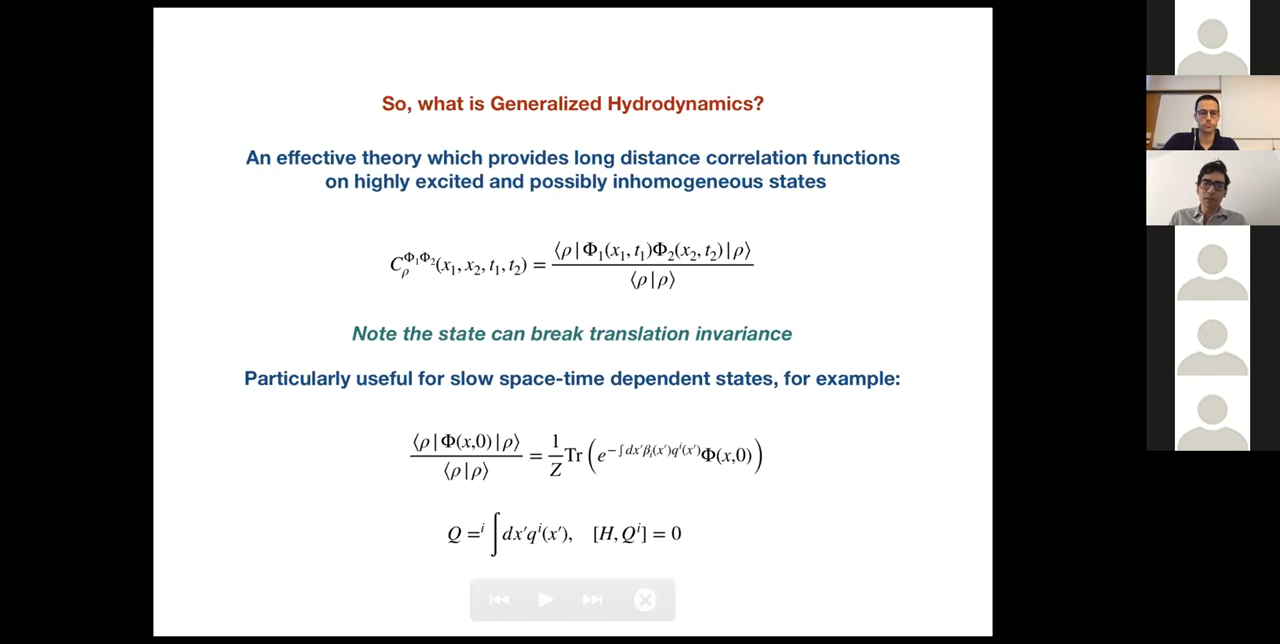 So, what is Generalized Hydrodynamics?
An effective theory which provides long distance correlation functions
on highly excited and possibly inhomogeneous states
C_ρ^{Φ₁Φ₂}(x₁, x₂, t₁, t₂) = ⟨ρ|Φ₁(x₁, t₁)Φ₂(x₂, t₂)|ρ⟩ / ⟨ρ|ρ⟩
Note the state can break translation invariance
Particularly useful for slow space-time dependent states, for example:
⟨ρ|Φ(x,0)|ρ⟩ / ⟨ρ|ρ⟩ = 1/Z Tr(e^{−∫dx′β_i(x′)q^i(x′)}Φ(x,0))
Q =^i ∫dx′q^i(x′),   [H, Q^i] = 0